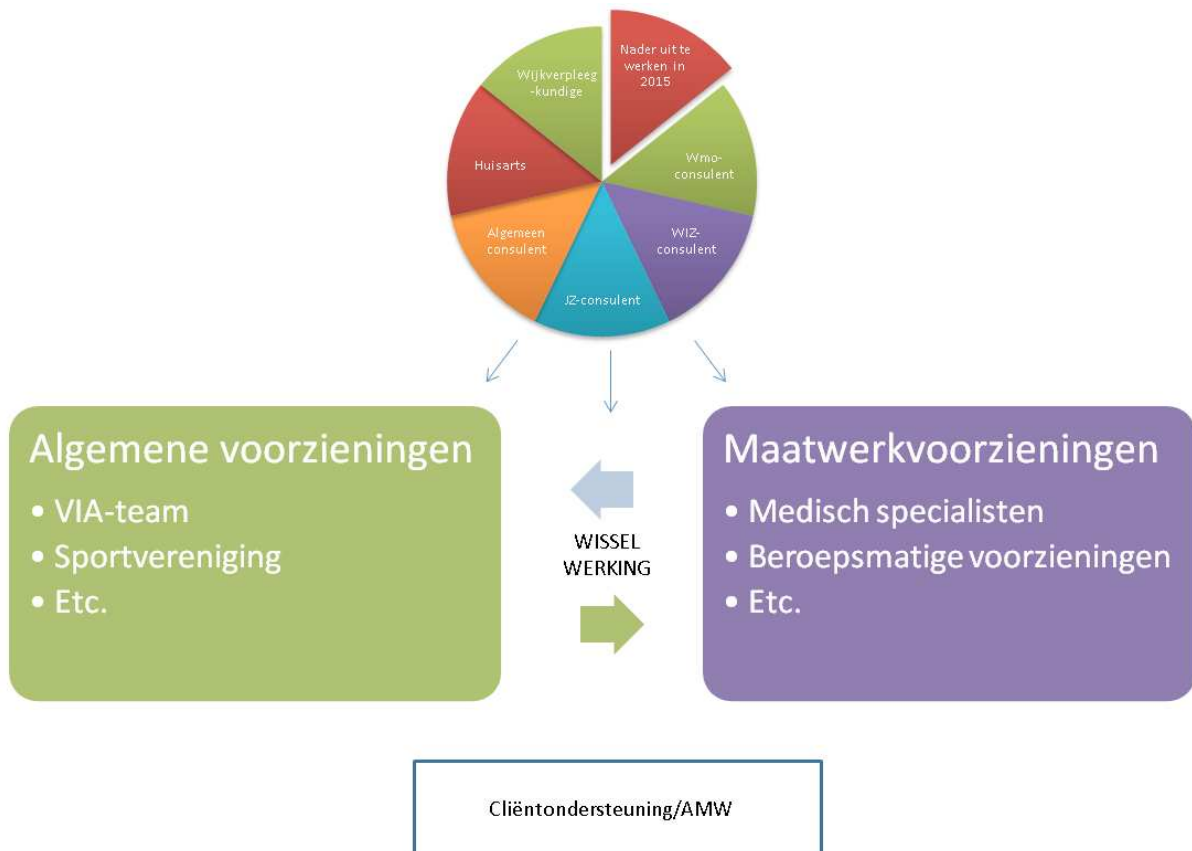 Nader uit te
werken in
2015
Wijkverpleeg
-kundige
Wmo-
consulent
Huisarts
WIZ-
consulent
Algemeen
consulent
JZ-consulent
Algemene voorzieningen
• VIA-team
• Sportvereniging
• Etc.
WISSEL
WERKING
Maatwerkvoorzieningen
• Medisch specialisten
• Beroepsmatige voorzieningen
• Etc.
Cliëntondersteuning/AMW